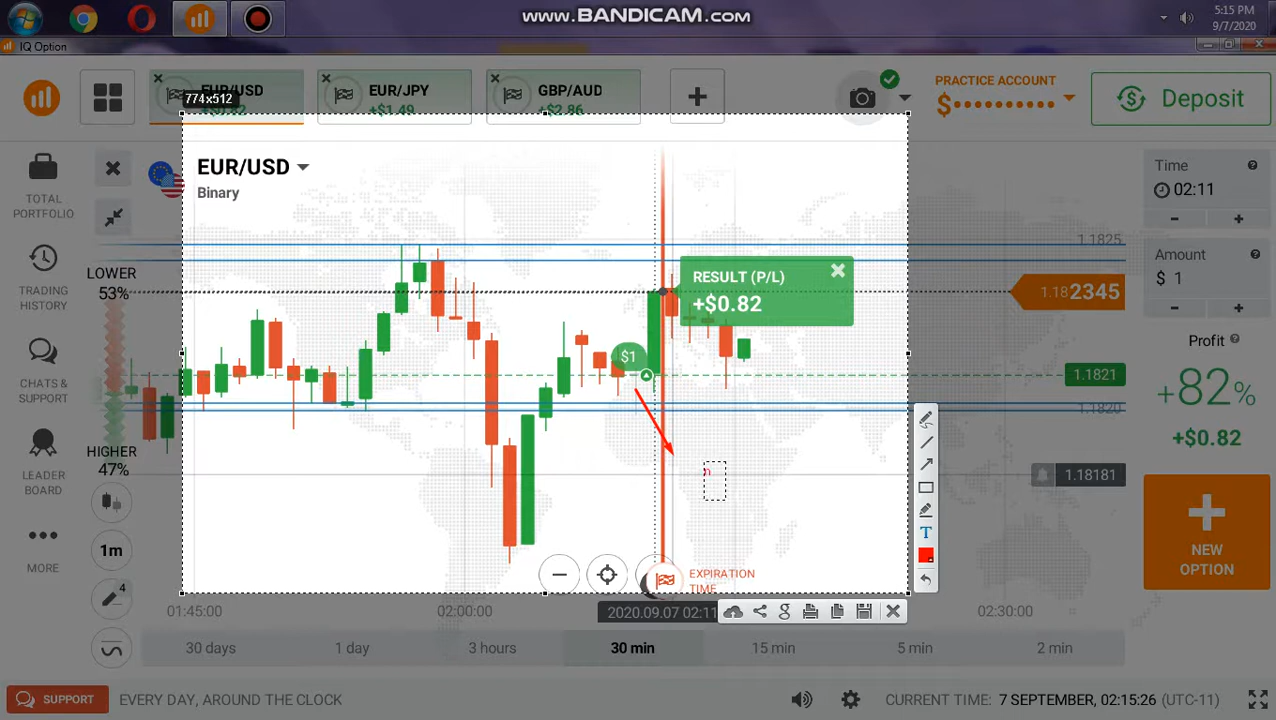 www.BANDICAM.com
5:15 PM
9/7/2020
IQ Option
EUR/USD
+$0.82
EUR/JPY
+$1.49
GBP/AUD
+$2.86
PRACTICE ACCOUNT
$••••••••••
Deposit
774x512
EUR/USD
Binary
TOTAL
PORTFOLIO
TRADING
HISTORY
CHATS &
SUPPORT
LEADER
BOARD
MORE
LOWER
53%
HIGHER
47%
1m
4
RESULT (P/L)
+$0.82
$1
n
EXPIRATION
TIME
1.1825
1.182345
1.1821
1.1820
1.18181
Time
02:11
-
+
Amount
$ 1
-
+
Profit
+82%
+$0.82
NEW
OPTION
01:45:00
02:00:00
2020.09.07 02:11
02:30:00
30 days
1 day
3 hours
30 min
15 min
5 min
2 min
SUPPORT
EVERY DAY, AROUND THE CLOCK
CURRENT TIME: 7 SEPTEMBER, 02:15:26 (UTC-11)